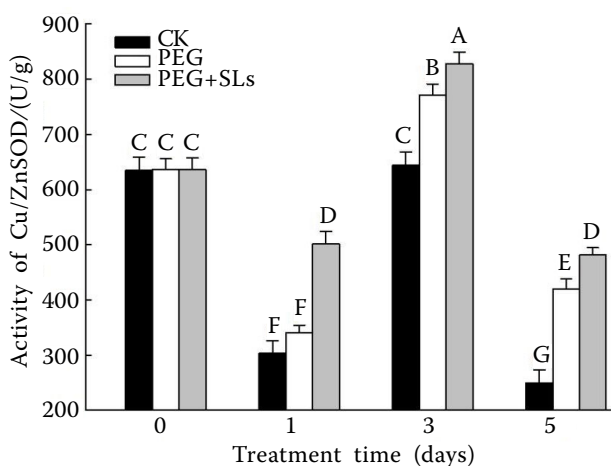 Activity of Cu/ZnSOD/(U/g)
900
800
700
600
500
400
300
200
CK
PEG
PEG+SLs
C C C
F F D
C B A
G E D
0 1 3 5
Treatment time (days)